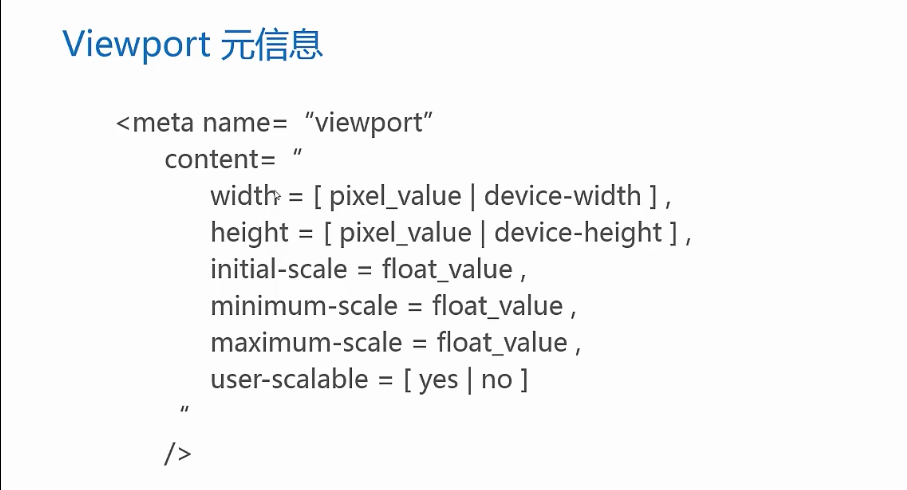 Viewport 元信息
<meta name= “viewport”
content= “
width = [ pixel_value | device-width ] ,
height = [ pixel_value | device-height ] ,
initial-scale = float_value ,
minimum-scale = float_value ,
maximum-scale = float_value ,
user-scalable = [ yes | no ]
“
/>